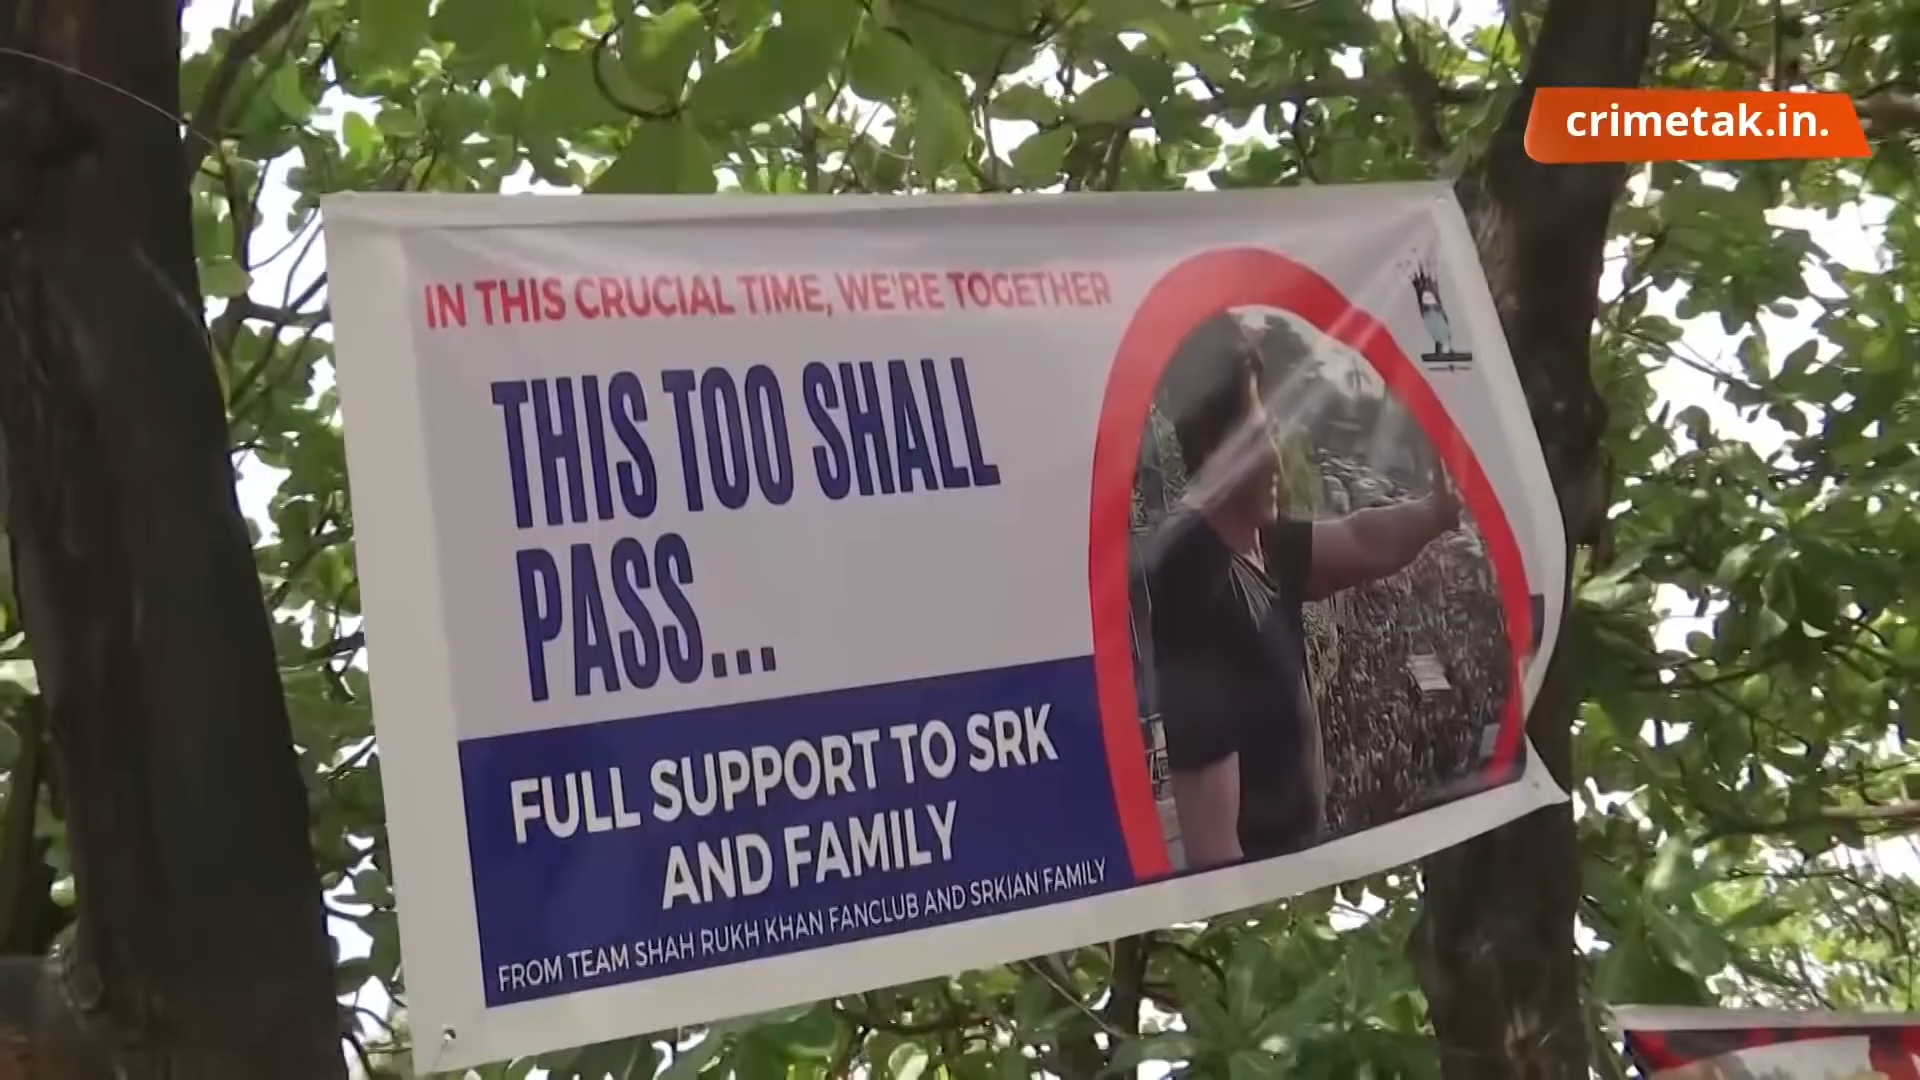 crimetak.in.
IN THIS CRUCIAL TIME, WE'RE TOGETHER
THIS TOO SHALL
PASS...
FULL SUPPORT TO SRK
AND FAMILY
FROM TEAM SHAH RUKH KHAN FANCLUB AND SRKIAN FAMILY